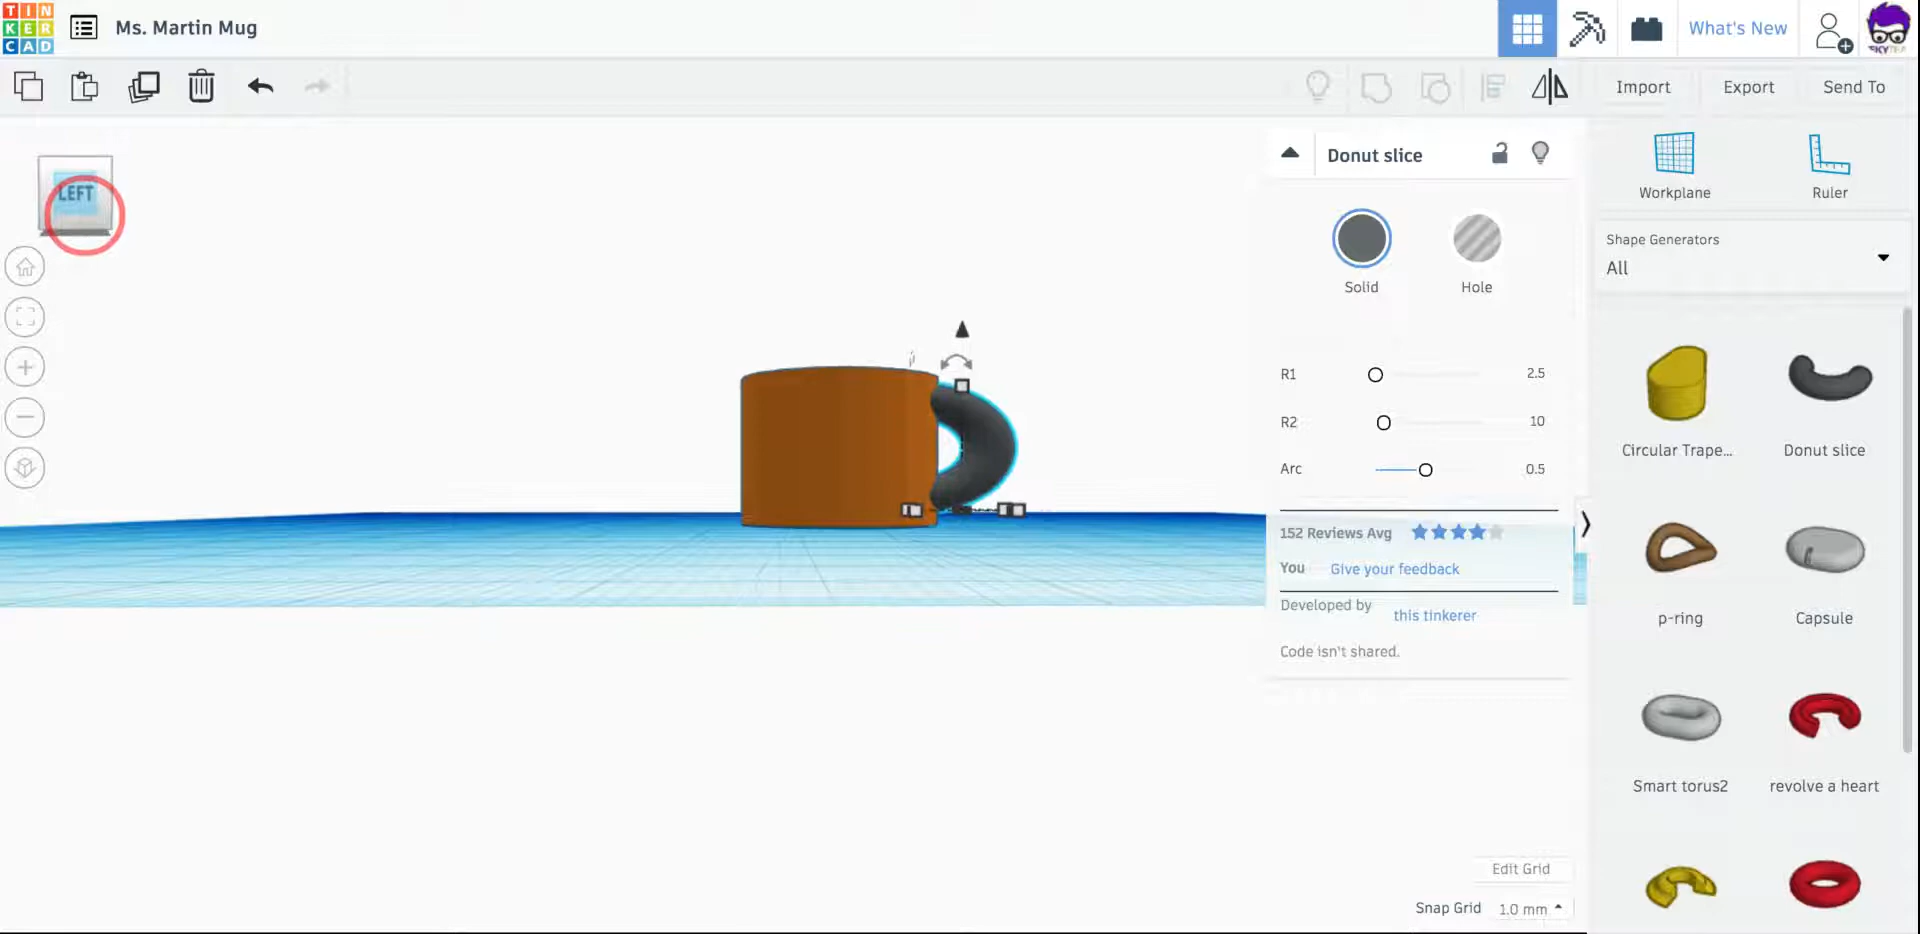 TIN
KER
CAD
Ms. Martin Mug
What's New
Import
Export
Send To
LEFT
Donut slice
Solid
Hole
R1
2.5
R2
10
Arc
0.5
152 Reviews Avg
You
Give your feedback
Developed by
this tinkerer
Code isn't shared.
Workplane
Ruler
Shape Generators
All
Circular Trape...
Donut slice
p-ring
Capsule
Smart torus2
revolve a heart
Edit Grid
Snap Grid
1.0 mm